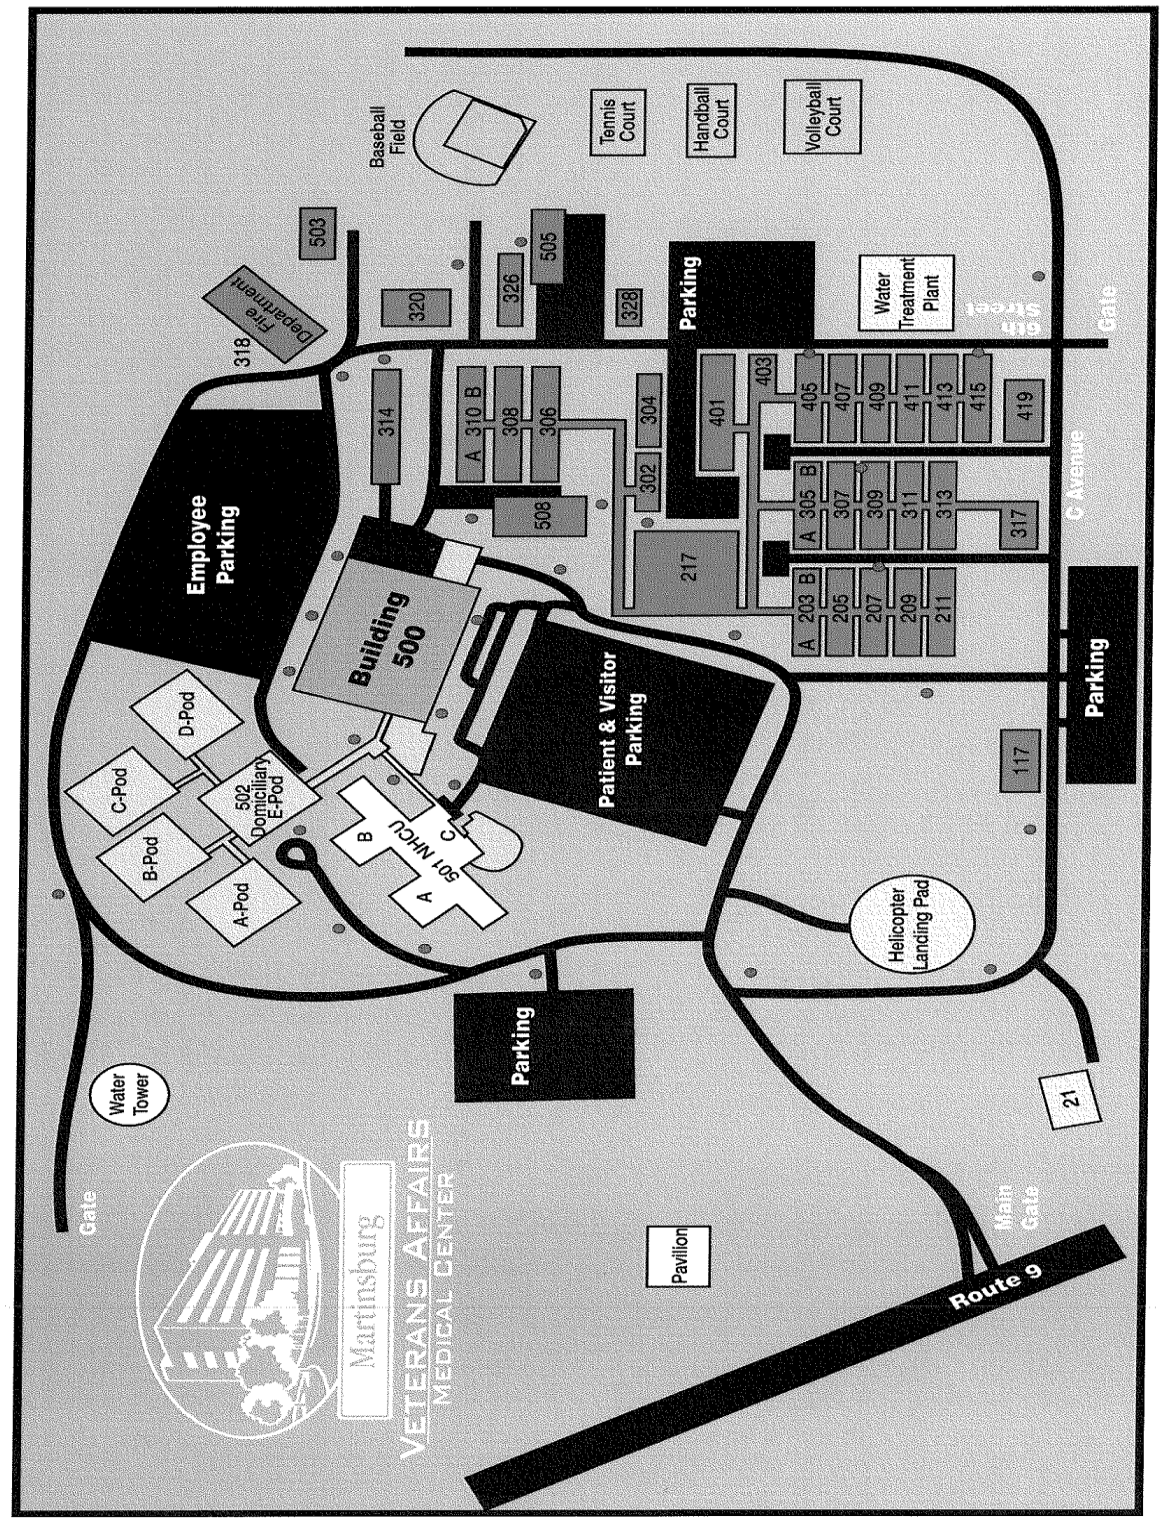 Martinsburg
VETERANS AFFAIRS
MEDICAL CENTER
Gate
Water
Tower
B-Pod
C-Pod
D-Pod
A-Pod
502
Domiciliary
E-Pod
Employee
Parking
318
Fire
Department
503
Building
500
314
320
Baseball
Field
B
A
C
501 NHCU
A 310 B
308
306
326
505
508
328
Parking
Patient & Visitor
Parking
302
304
217
401
403
Parking
Tennis
Court
Handball
Court
Volleyball
Court
Pavilion
A 203 B
205
207
209
211
A 305 B
307
309
311
313
317
405
407
409
411
413
415
419
Water
Treatment
Plant
Helicopter
Landing Pad
117
C Avenue
6th
Street
Gate
Parking
21
Main
Gate
Route 9